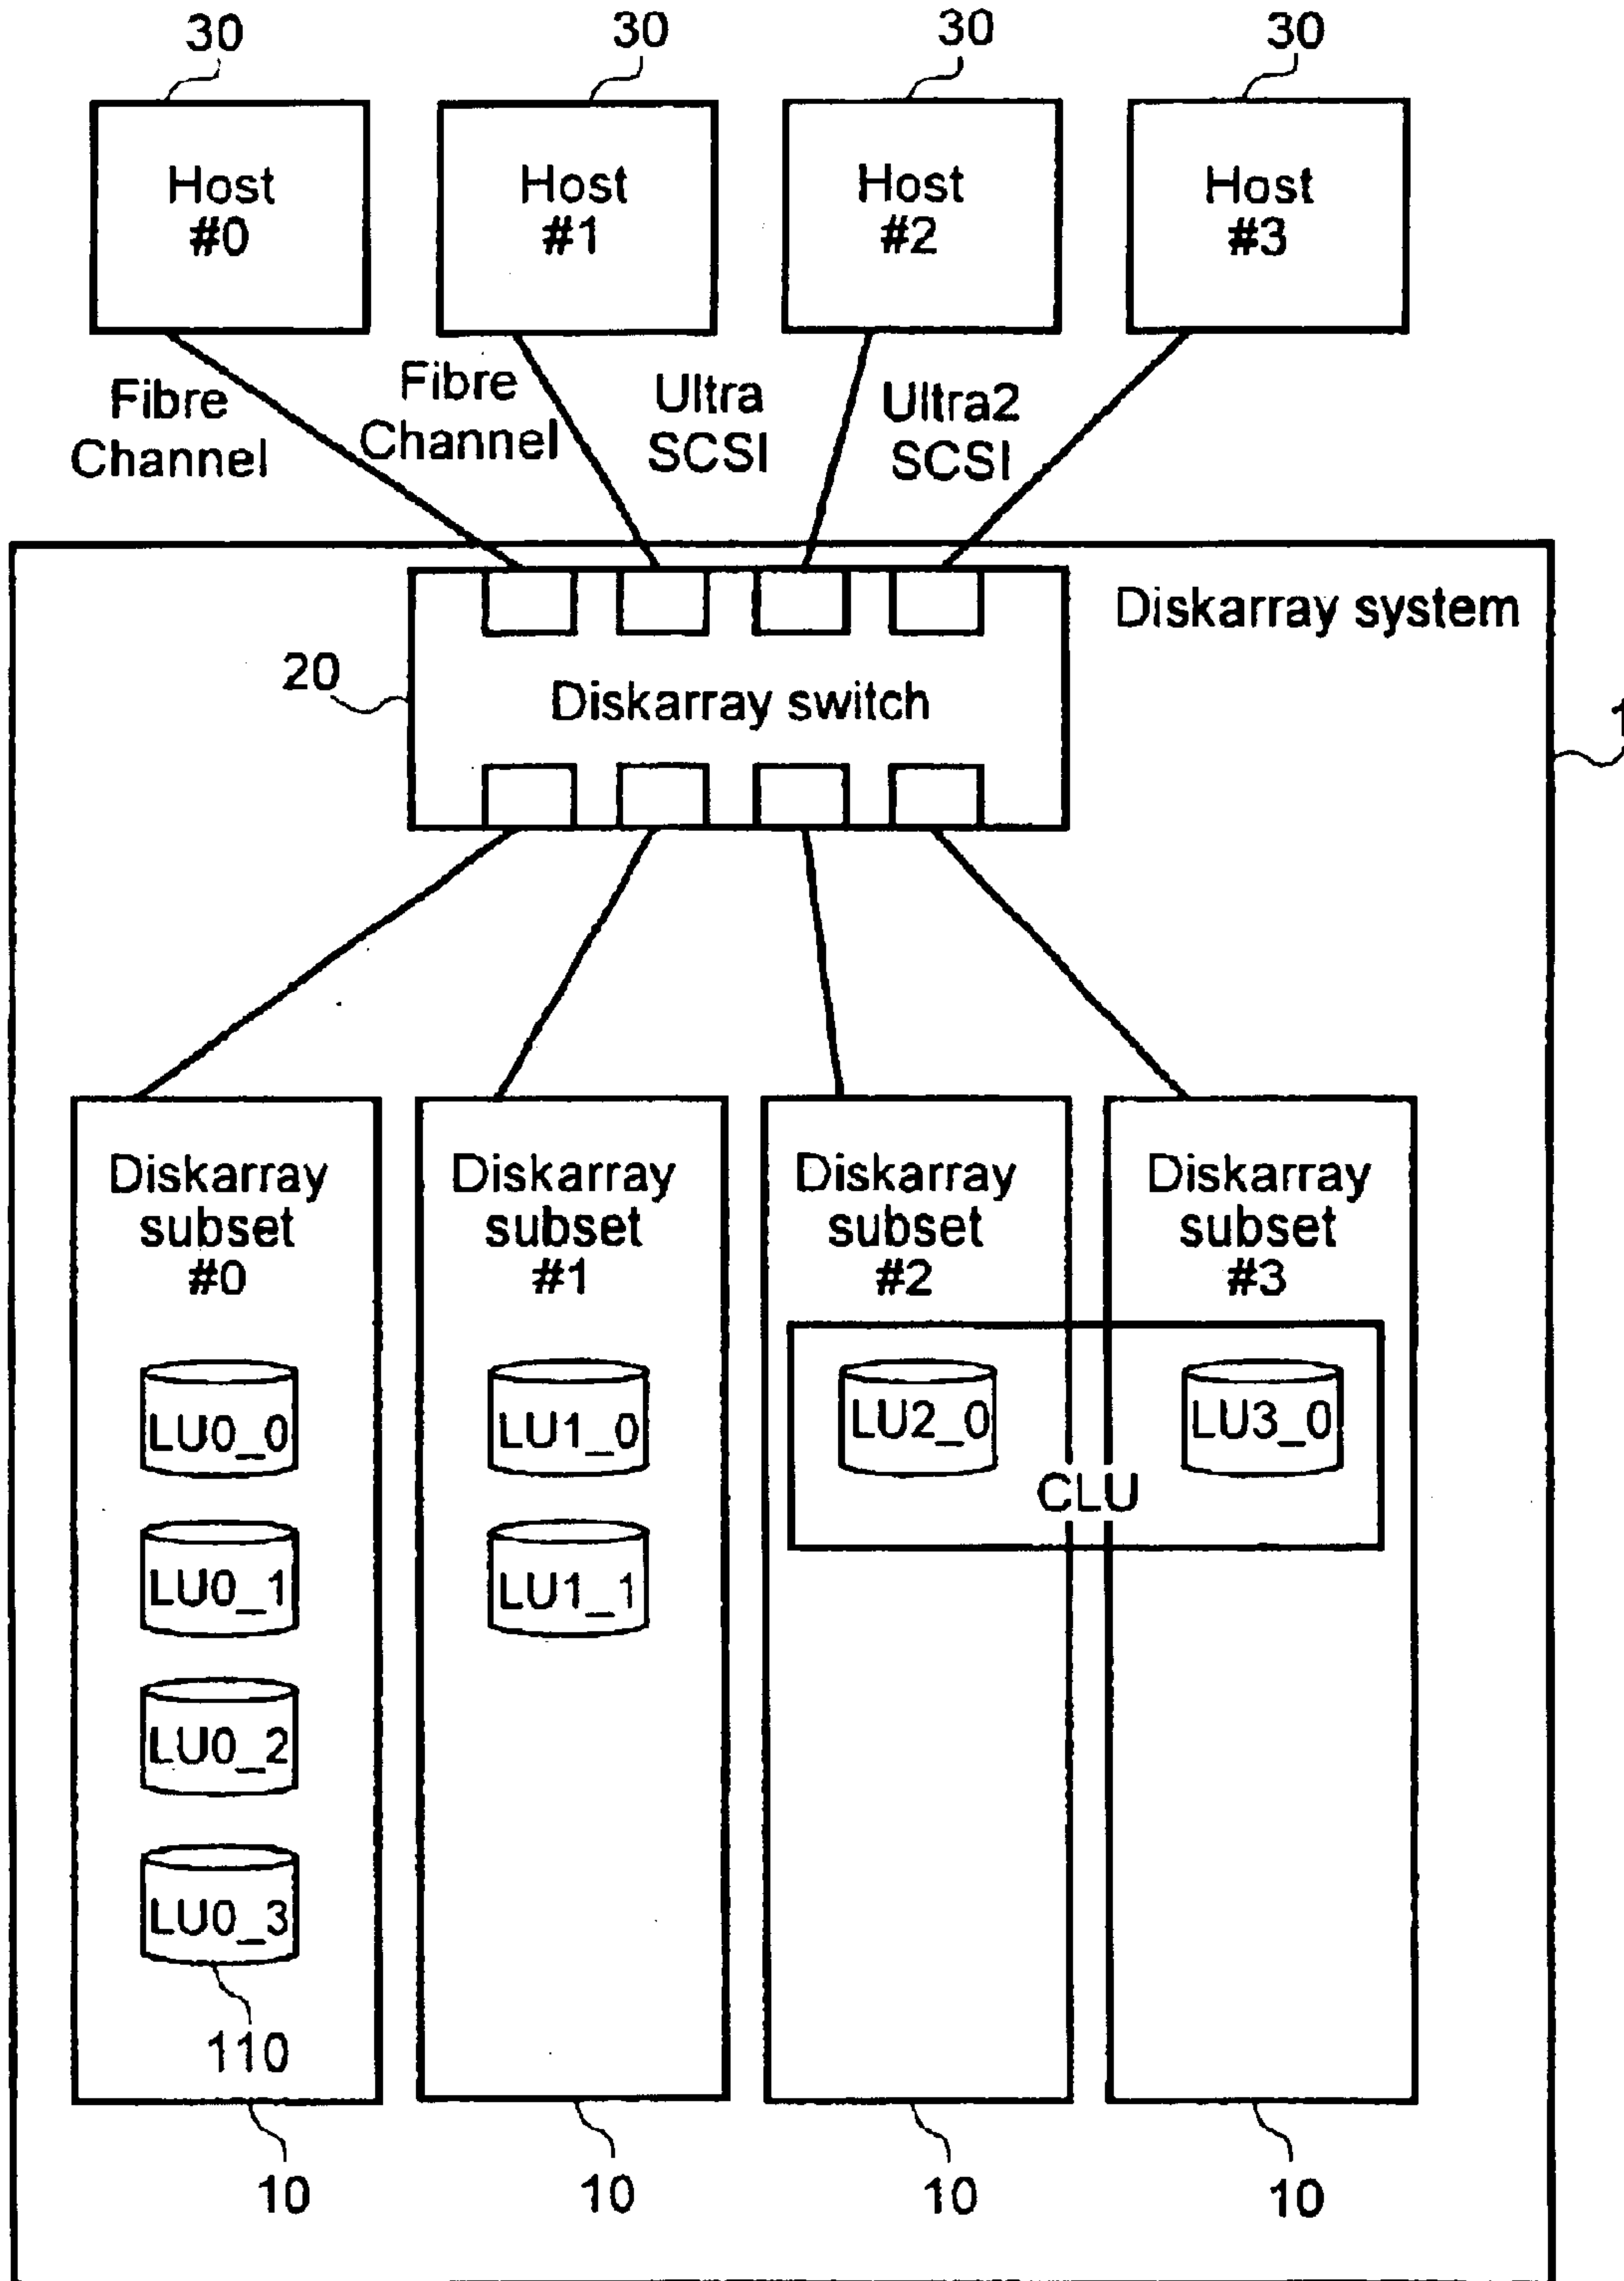 30
30
30
30
Host
#0
Host
#1
Host
#2
Host
#3
Fibre
Channel
Fibre
Channel
Ultra
SCSI
Ultra2
SCSI
Diskarray system
20
Diskarray switch
1
Diskarray
subset
#0
Diskarray
subset
#1
Diskarray
subset
#2
Diskarray
subset
#3
LU0_0
LU1_0
LU2_0
LU3_0
CLU
LU0_1
LU1_1
LU0_2
LU0_3
110
10
10
10
10